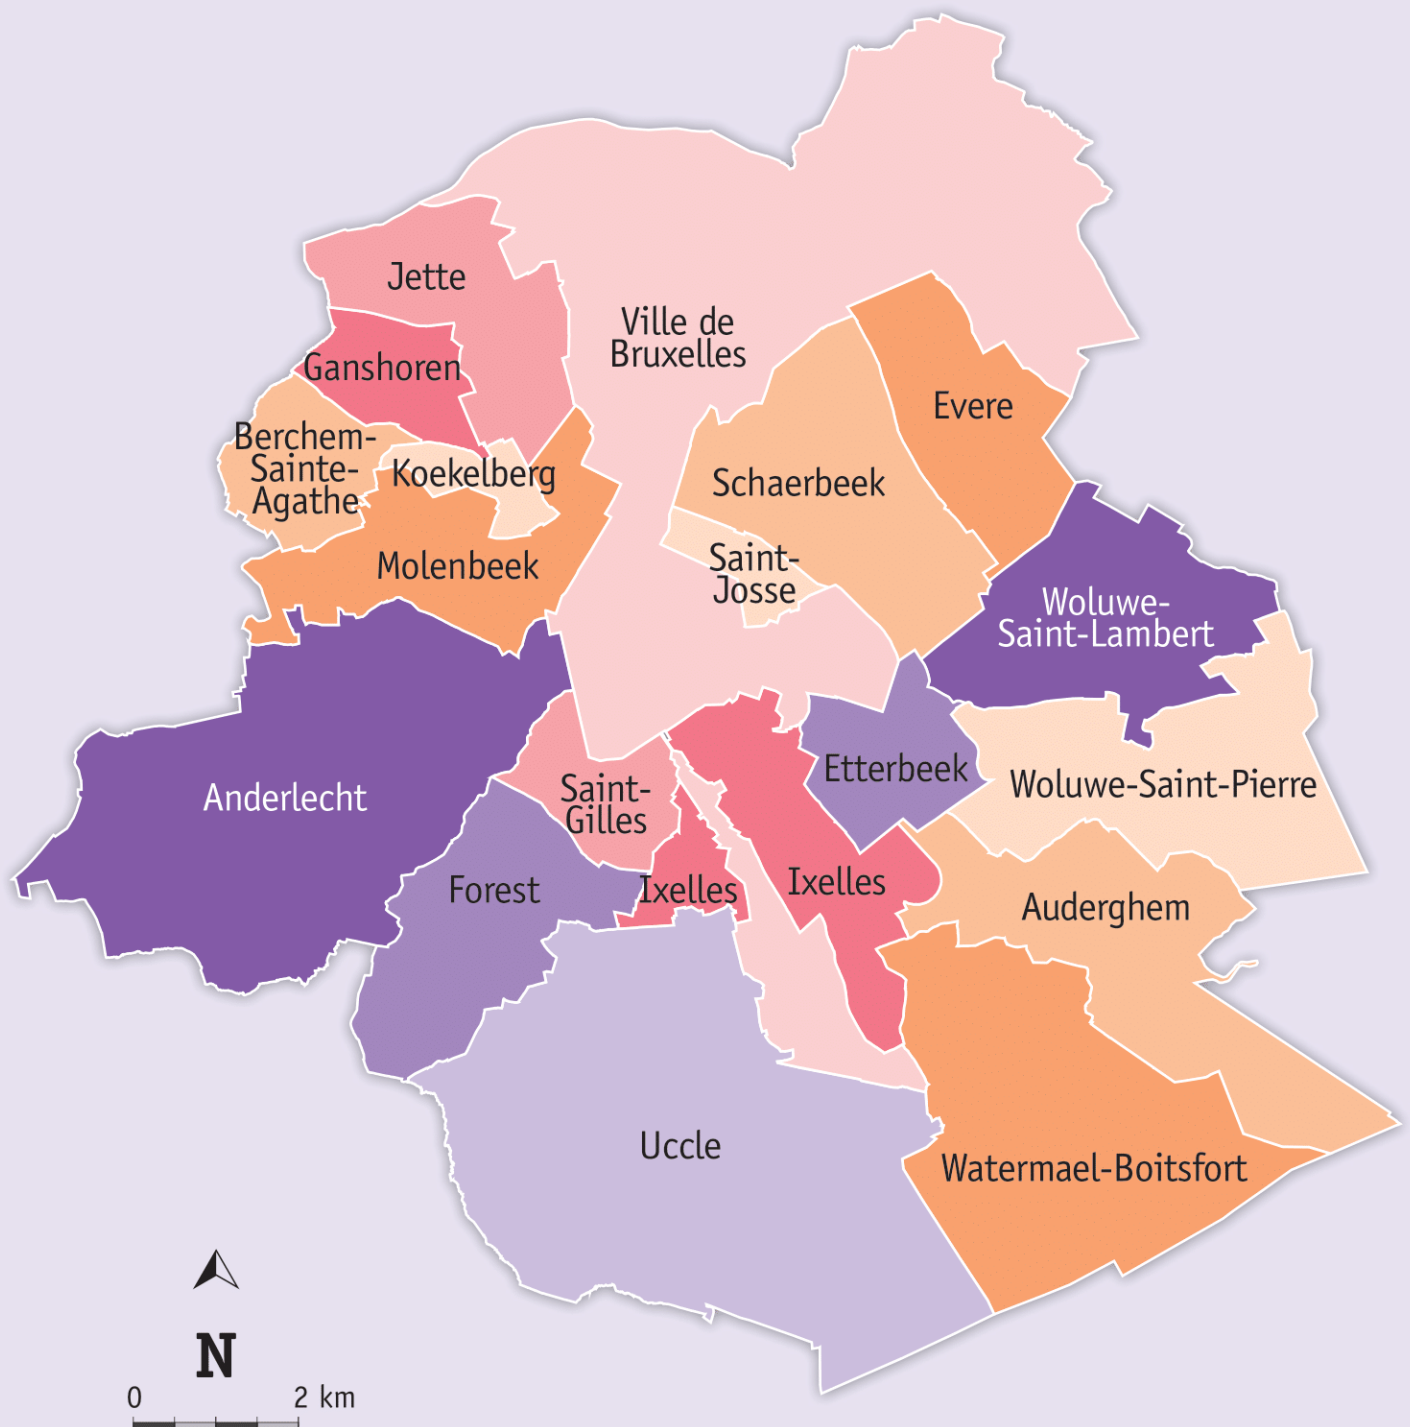 Jette
Ville de
Bruxelles
Ganshoren
Evere
Berchem-
Sainte-
Agathe
Koekelberg
Schaerbeek
Molenbeek
Saint-
Josse
Woluwe-
Saint-Lambert
Etterbeek
Woluwe-Saint-Pierre
Anderlecht
Saint-
Gilles
Forest
Ixelles
Ixelles
Auderghem
Uccle
Watermael-Boitsfort
N
0 2 km